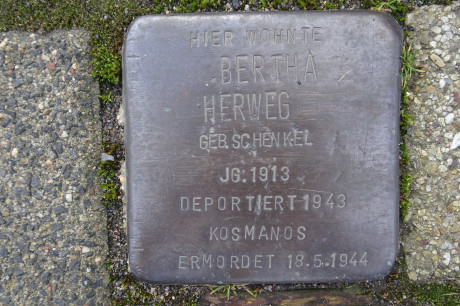 HIER WOHNTE
BERTHA
HERWEG
GEB. SCHENKEL
JG. 1913
DEPORTIERT 1943
KOSMANOS
ERMORDET 18.5.1944